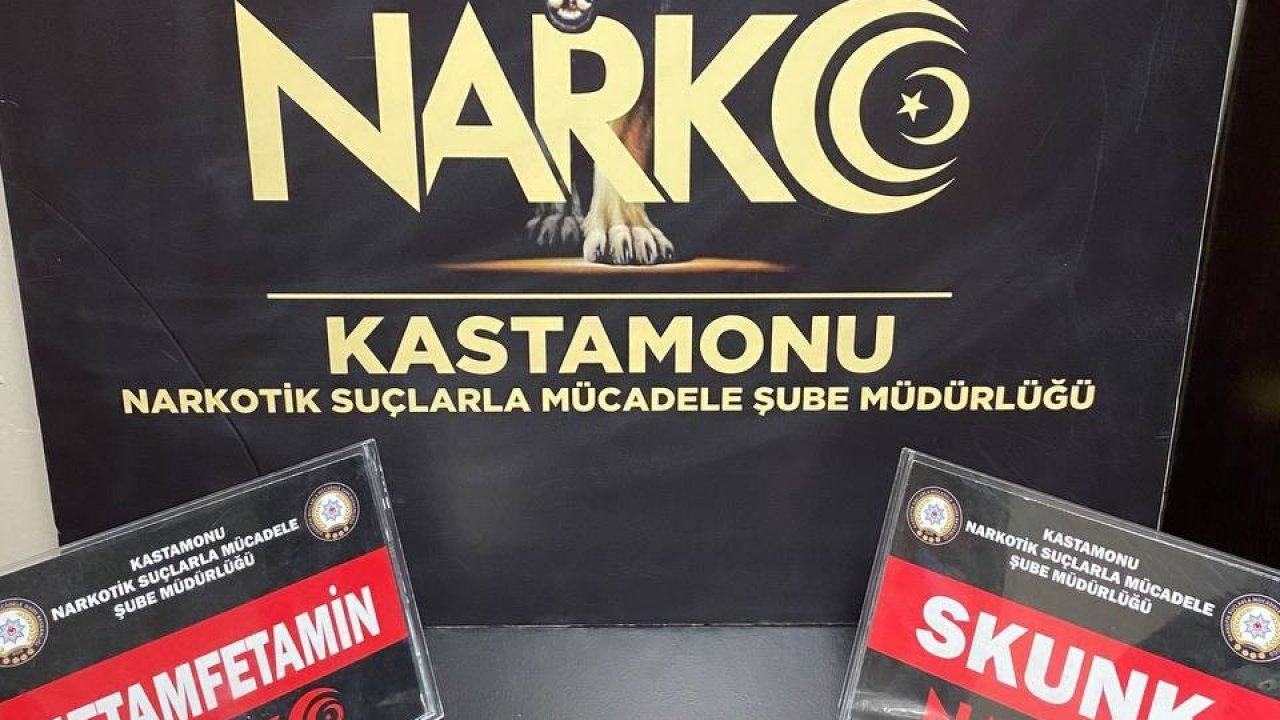 NARKO
KASTAMONU
NARKOTİK SUÇLARLA MÜCADELE ŞUBE MÜDÜRLÜĞÜ
KASTAMONU
NARKOTİK SUÇLARLA MÜCADELE
ŞUBE MÜDÜRLÜĞÜ
ETAMFETAMİN
KASTAMONU
NARKOTİK SUÇLARLA MÜCADELE
ŞUBE MÜDÜRLÜĞÜ
SKUNK